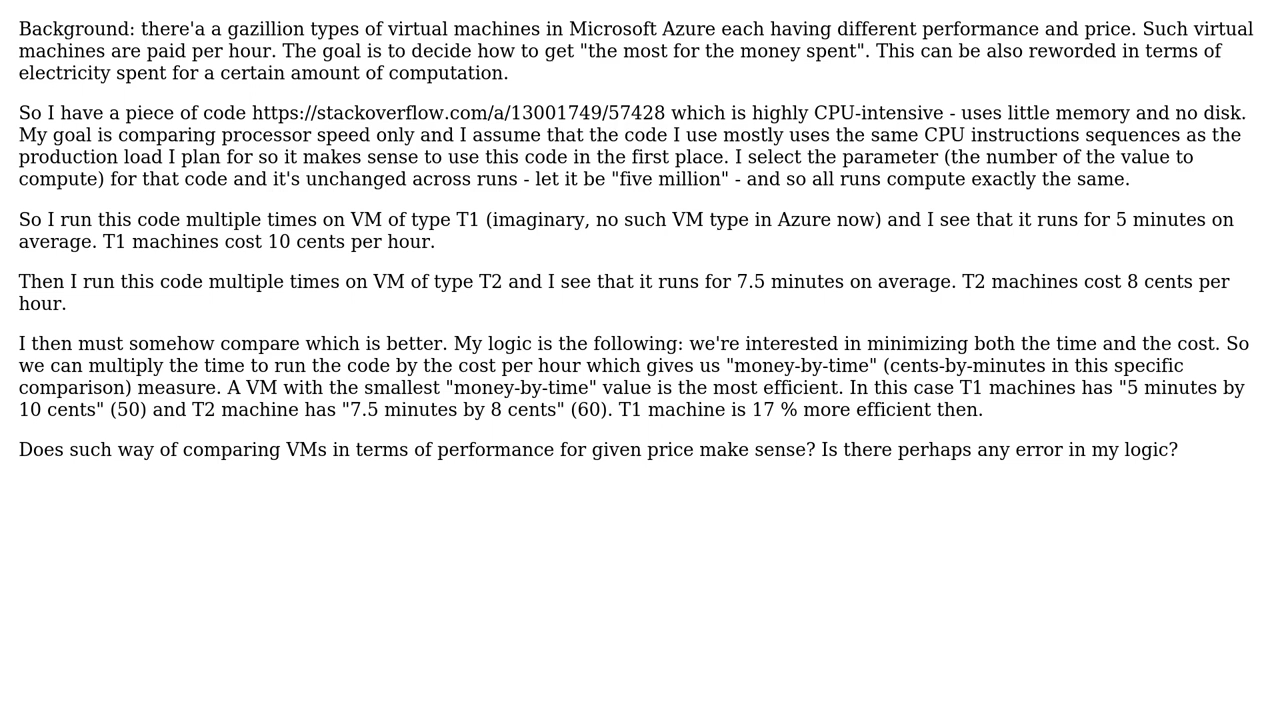 Background: there'a a gazillion types of virtual machines in Microsoft Azure each having different performance and price. Such virtual
machines are paid per hour. The goal is to decide how to get "the most for the money spent". This can be also reworded in terms of
electricity spent for a certain amount of computation.
So I have a piece of code https://stackoverflow.com/a/13001749/57428 which is highly CPU-intensive - uses little memory and no disk.
My goal is comparing processor speed only and I assume that the code I use mostly uses the same CPU instructions sequences as the
production load I plan for so it makes sense to use this code in the first place. I select the parameter (the number of the value to
compute) for that code and it's unchanged across runs - let it be "five million" - and so all runs compute exactly the same.
So I run this code multiple times on VM of type T1 (imaginary, no such VM type in Azure now) and I see that it runs for 5 minutes on
average. T1 machines cost 10 cents per hour.
Then I run this code multiple times on VM of type T2 and I see that it runs for 7.5 minutes on average. T2 machines cost 8 cents per
hour.
I then must somehow compare which is better. My logic is the following: we're interested in minimizing both the time and the cost. So
we can multiply the time to run the code by the cost per hour which gives us "money-by-time" (cents-by-minutes in this specific
comparison) measure. A VM with the smallest "money-by-time" value is the most efficient. In this case T1 machines has "5 minutes by
10 cents" (50) and T2 machine has "7.5 minutes by 8 cents" (60). T1 machine is 17 % more efficient then.
Does such way of comparing VMs in terms of performance for given price make sense? Is there perhaps any error in my logic?